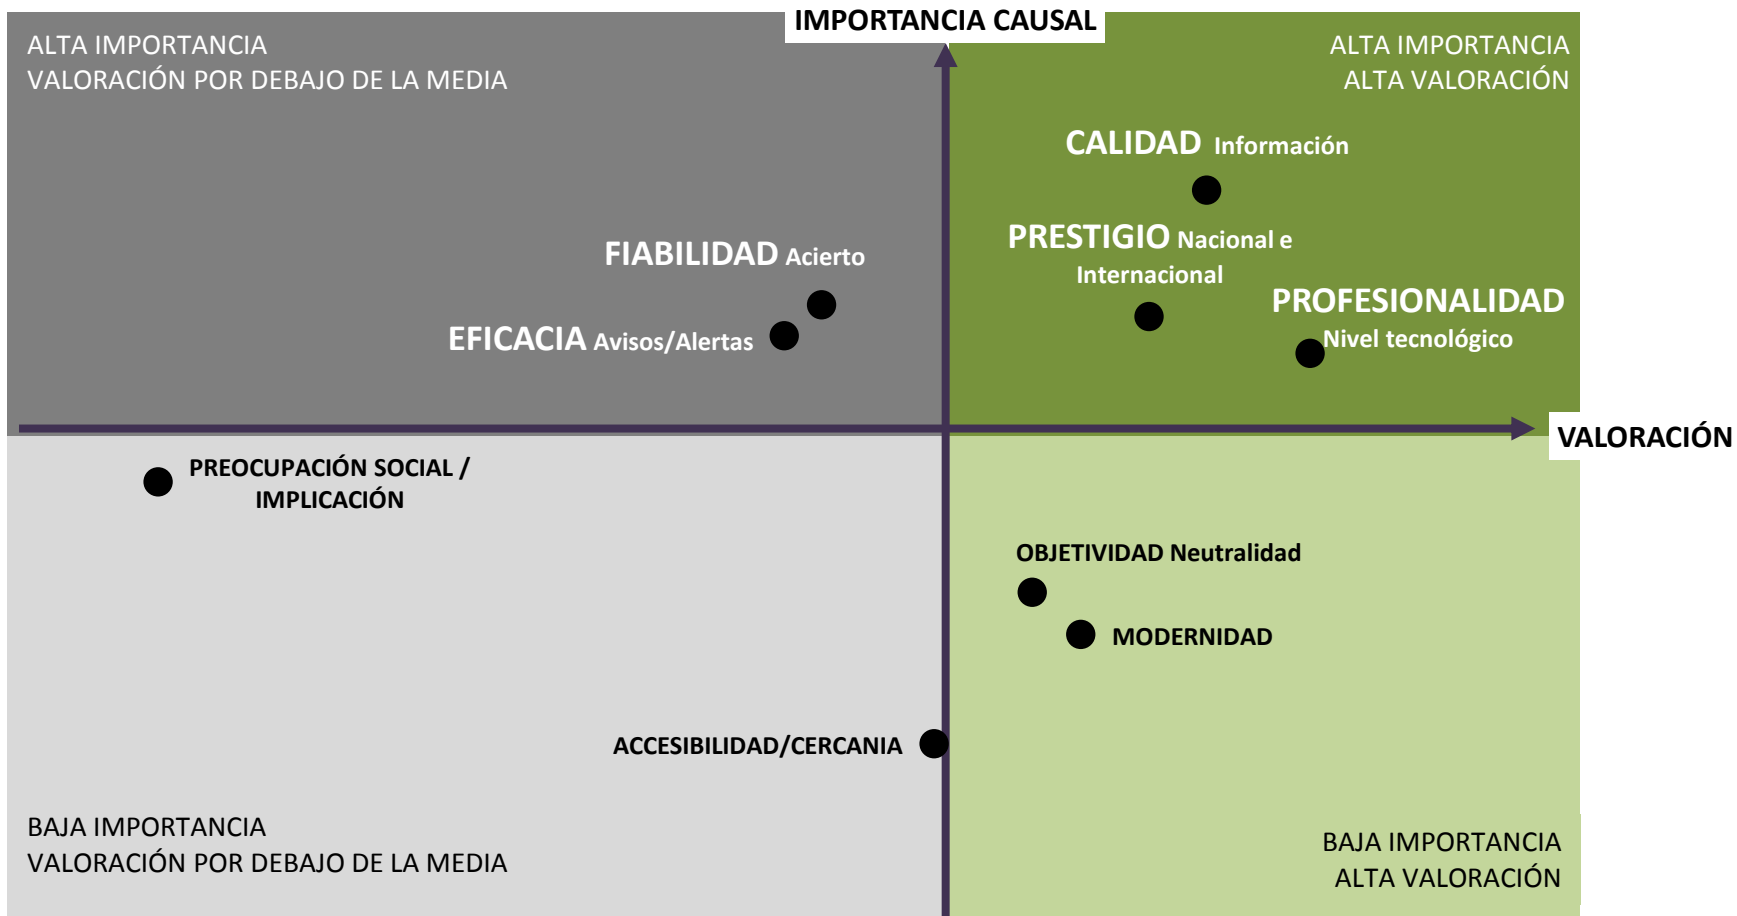 IMPORTANCIA CAUSAL
ALTA IMPORTANCIA
VALORACIÓN POR DEBAJO DE LA MEDIA
ALTA IMPORTANCIA
ALTA VALORACIÓN
CALIDAD Información
PRESTIGIO Nacional e
Internacional
FIABILIDAD Acierto
PROFESIONALIDAD
Nivel tecnológico
EFICACIA Avisos/Alertas
VALORACIÓN
PREOCUPACIÓN SOCIAL /
IMPLICACIÓN
OBJETIVIDAD Neutralidad
MODERNIDAD
ACCESIBILIDAD/CERCANIA
BAJA IMPORTANCIA
VALORACIÓN POR DEBAJO DE LA MEDIA
BAJA IMPORTANCIA
ALTA VALORACIÓN